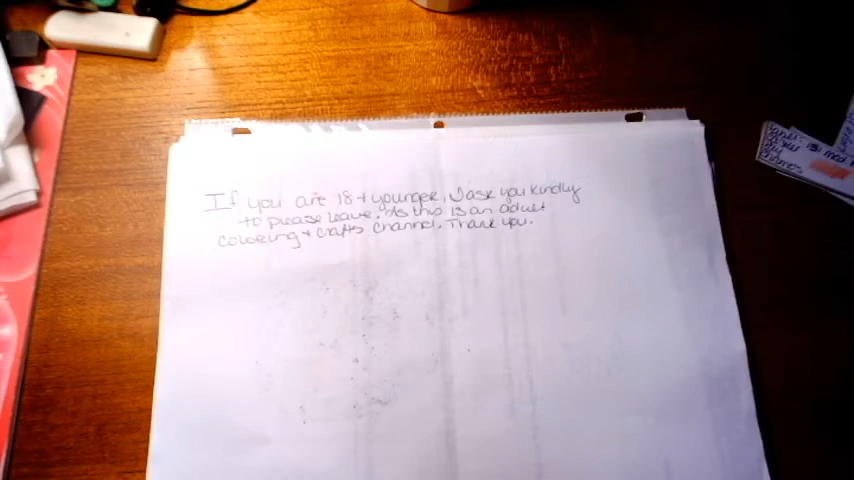 If you are 18 + younger, I ask you kindly
to please leave. As this is an adult
coloring + crafts channel. Thank you.